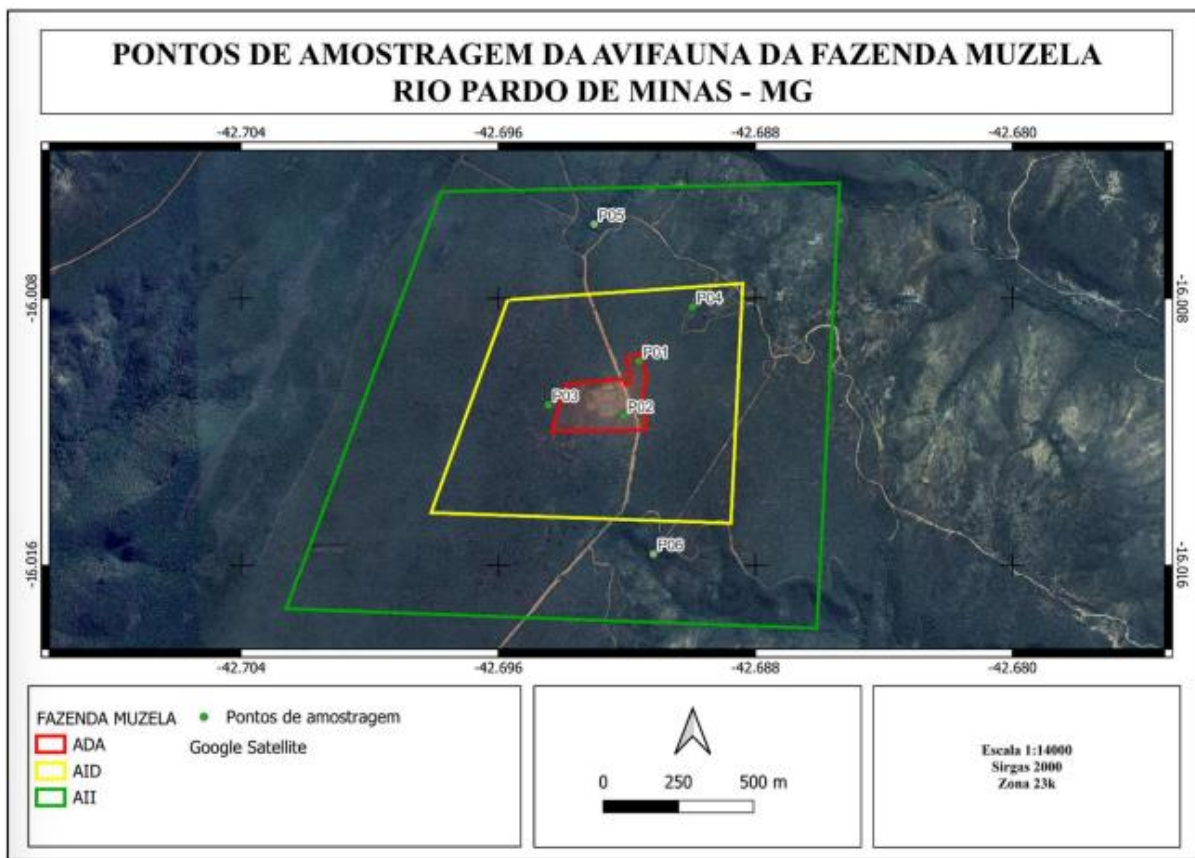 PONTOS DE AMOSTRAGEM DA AVIFAUNA DA FAZENDA MUZELA
RIO PARDO DE MINAS - MG
-42.704 -42.696 -42.688 -42.680
P05
-16.008 -16.008
P04
P01
P03
P02
P06
-16.016 -16.016
-42.704 -42.696 -42.688 -42.680
FAZENDA MUZELA Pontos de amostragem
ADA Google Satellite
AID
AII
0 250 500 m
Escala 1:14000
Sirgas 2000
Zona 23k